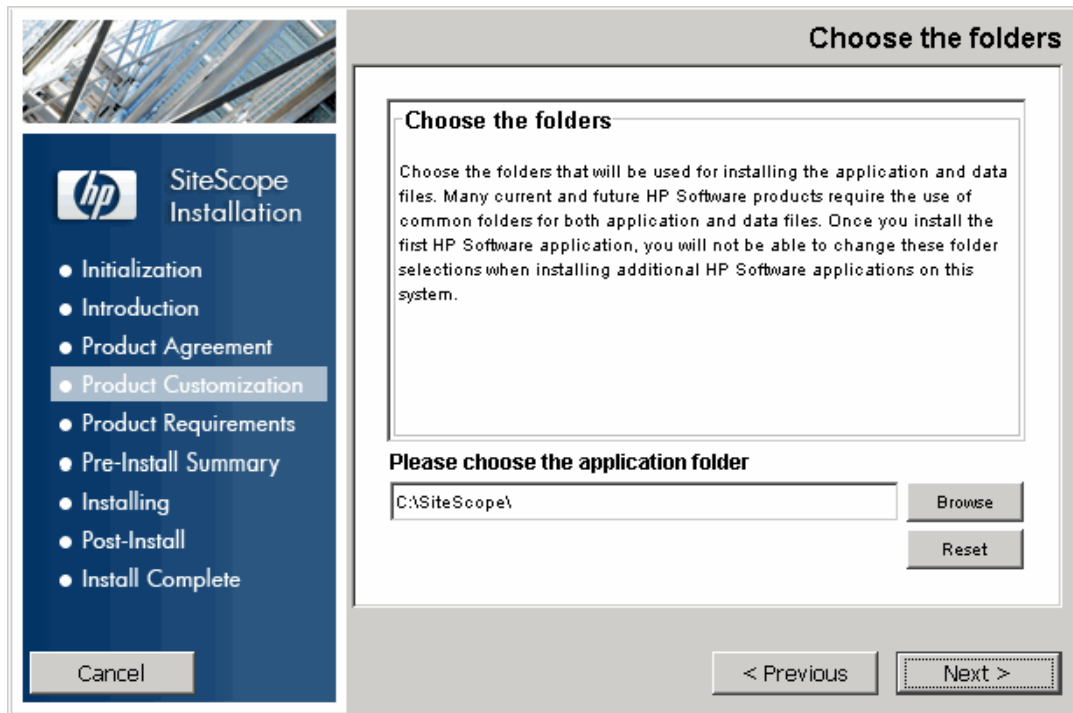 Choose the folders
hp
SiteScope
Installation
Initialization
Introduction
Product Agreement
Product Customization
Product Requirements
Pre-Install Summary
Installing
Post-Install
Install Complete
Cancel
Choose the folders
Choose the folders that will be used for installing the application and data
files. Many current and future HP Software products require the use of
common folders for both application and data files. Once you install the
first HP Software application, you will not be able to change these folder
selections when installing additional HP Software applications on this
system.
Please choose the application folder
C:\SiteScope\
Browse
Reset
< Previous
Next >